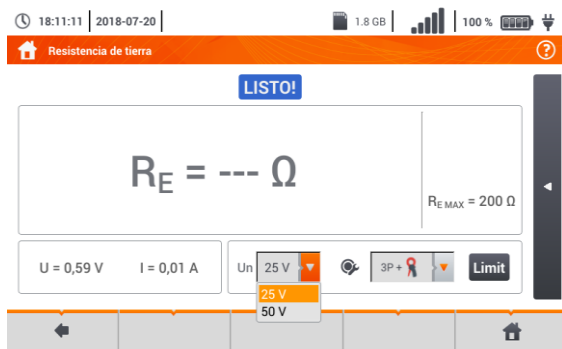 18:11:11 2018-07-20 1.8 GB 100 %
Resistencia de tierra ?
LISTO!
RE = --- Ω
RE MAX = 200 Ω
U = 0,59 V I = 0,01 A Un 25 V 3P + Limit
25 V
50 V